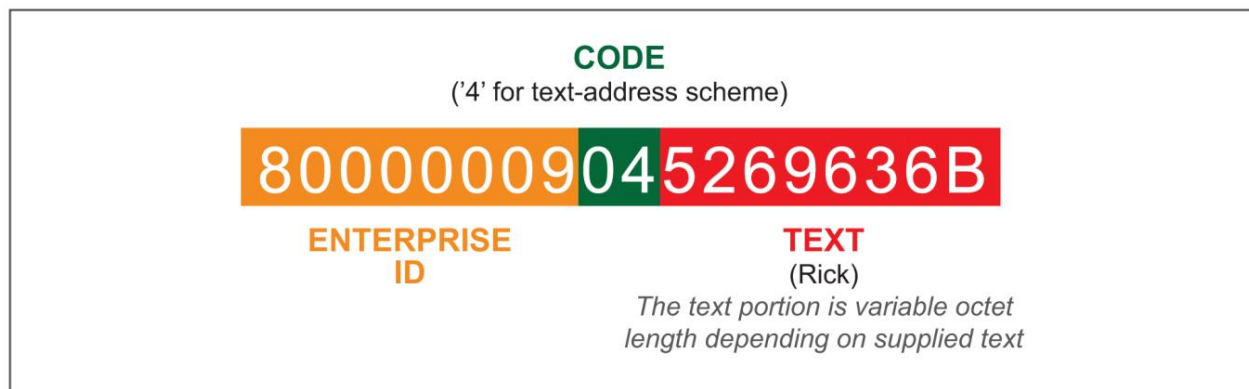 CODE
('4' for text-address scheme)
80000009045269636B
ENTERPRISE
ID
TEXT
(Rick)
The text portion is variable octet
length depending on supplied text